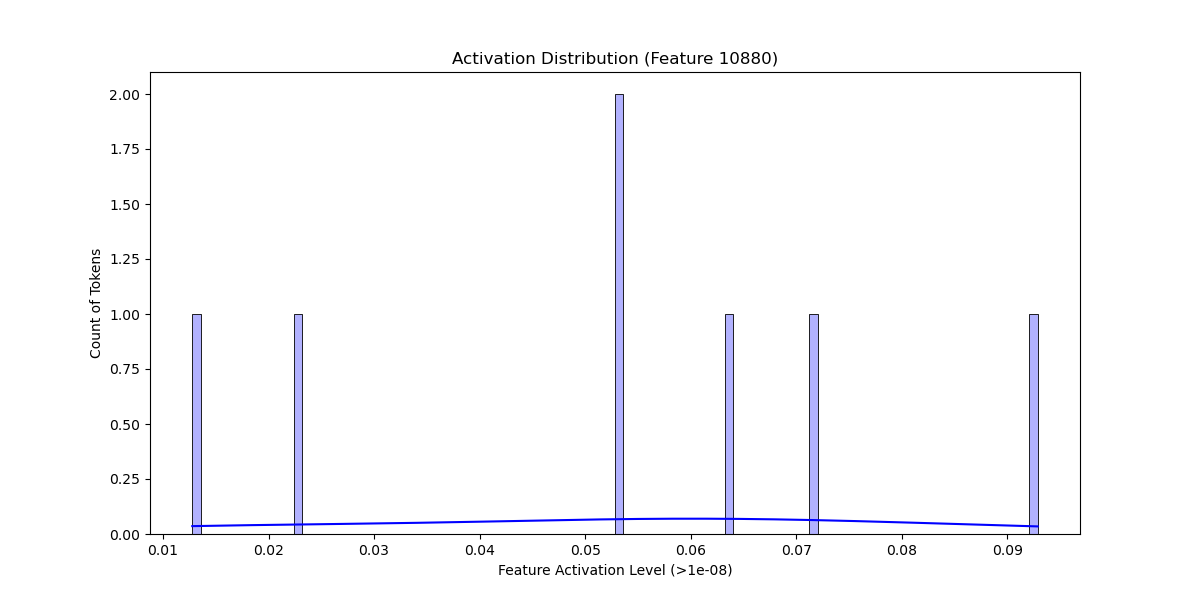 Activation Distribution (Feature 10880)
Count of Tokens
2.00
1.75
1.50
1.25
1.00
0.75
0.50
0.25
0.00
0.01 0.02 0.03 0.04 0.05 0.06 0.07 0.08 0.09
Feature Activation Level (>1e-08)